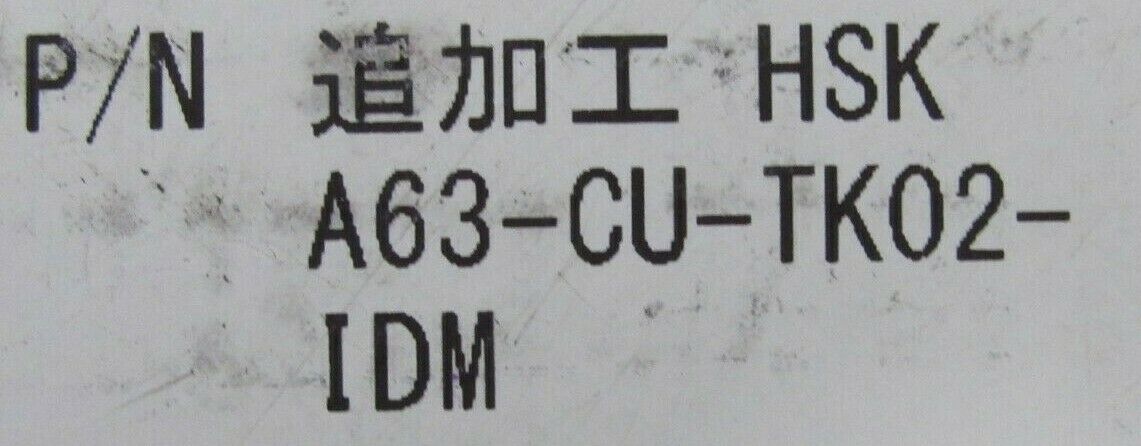 P/N 追加工 HSK
A63-CU-TK02-
IDM